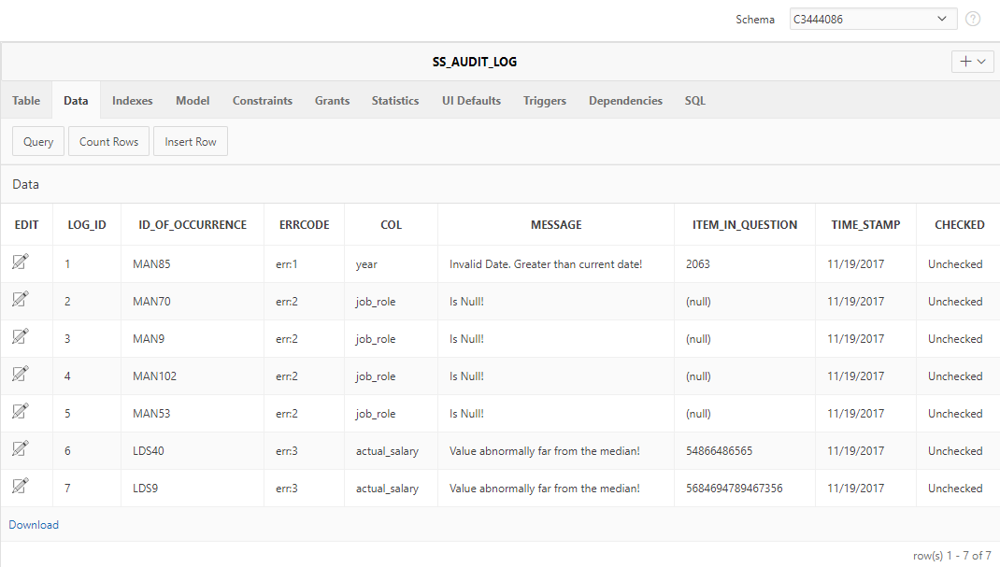 Schema C3444086 ?
SS_AUDIT_LOG
Table Data Indexes Model Constraints Grants Statistics UI Defaults Triggers Dependencies SQL
Query Count Rows Insert Row
Data
EDIT LOG_ID ID_OF_OCCURRENCE ERRCODE COL MESSAGE ITEM_IN_QUESTION TIME_STAMP CHECKED
1 MAN85 err:1 year Invalid Date. Greater than current date! 2063 11/19/2017 Unchecked
2 MAN70 err:2 job_role Is Null! (null) 11/19/2017 Unchecked
3 MAN9 err:2 job_role Is Null! (null) 11/19/2017 Unchecked
4 MAN102 err:2 job_role Is Null! (null) 11/19/2017 Unchecked
5 MAN53 err:2 job_role Is Null! (null) 11/19/2017 Unchecked
6 LDS40 err:3 actual_salary Value abnormally far from the median! 54866486565 11/19/2017 Unchecked
7 LDS9 err:3 actual_salary Value abnormally far from the median! 5684694789467356 11/19/2017 Unchecked
Download
row(s) 1 - 7 of 7